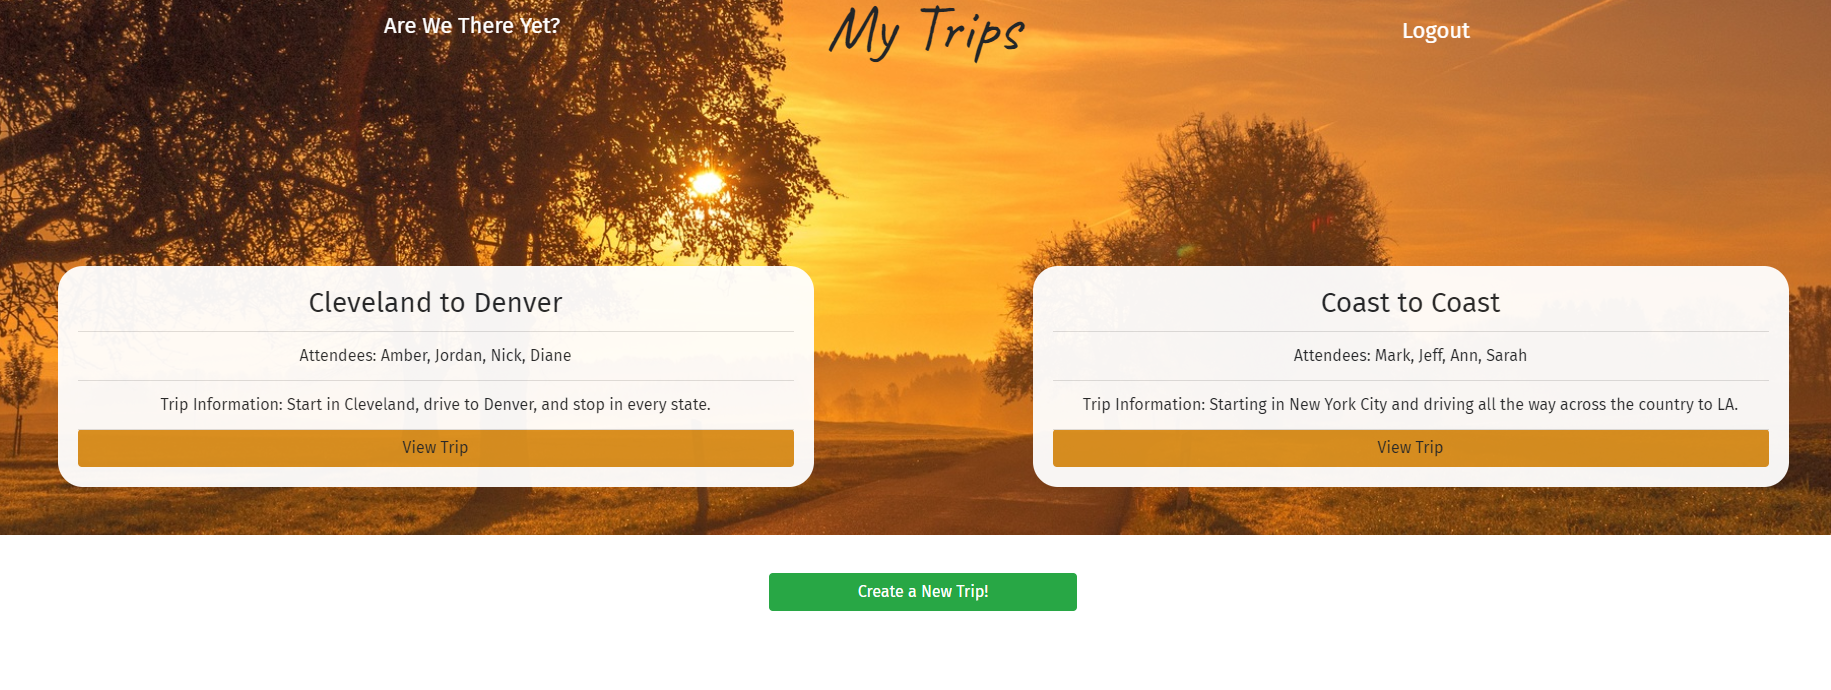 Are We There Yet?
My Trips
Logout
Cleveland to Denver
Attendees: Amber, Jordan, Nick, Diane
Trip Information: Start in Cleveland, drive to Denver, and stop in every state.
View Trip
Coast to Coast
Attendees: Mark, Jeff, Ann, Sarah
Trip Information: Starting in New York City and driving all the way across the country to LA.
View Trip
Create a New Trip!